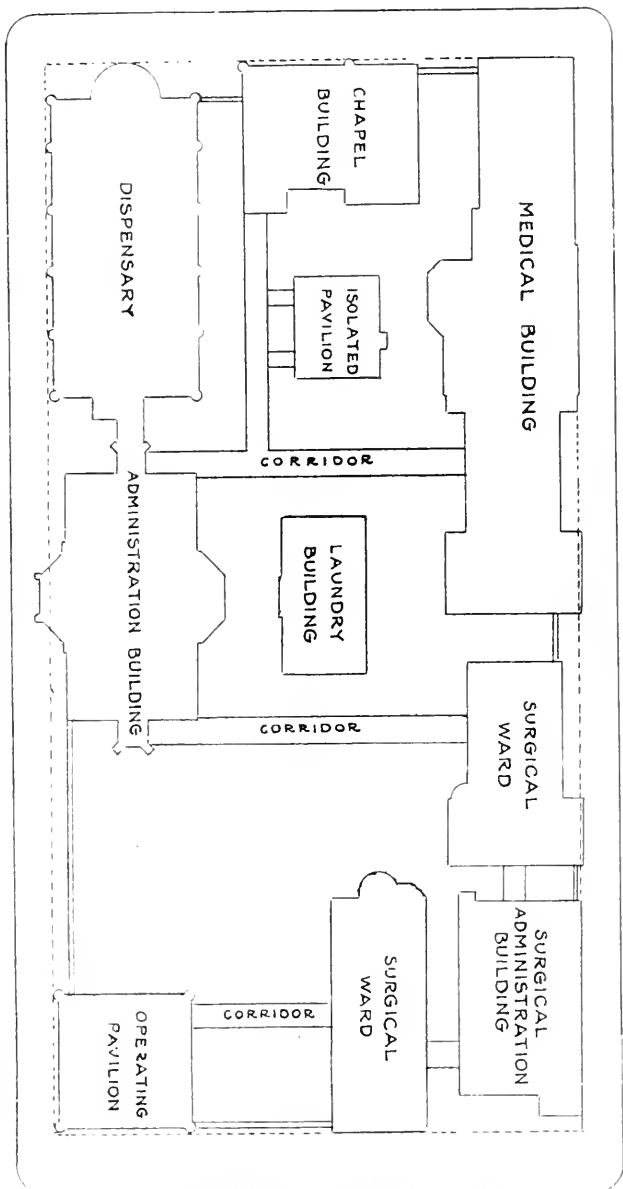 CHAPEL
BUILDING
MEDICAL BUILDING
DISPENSARY
ISOLATED
PAVILION
CORRIDOR
ADMINISTRATION BUILDING
LAUNDRY
BUILDING
CORRIDOR
SURGICAL
WARD
SURGICAL
ADMINISTRATION
BUILDING
SURGICAL
WARD
CORRIDOR
OPERATING
PAVILION